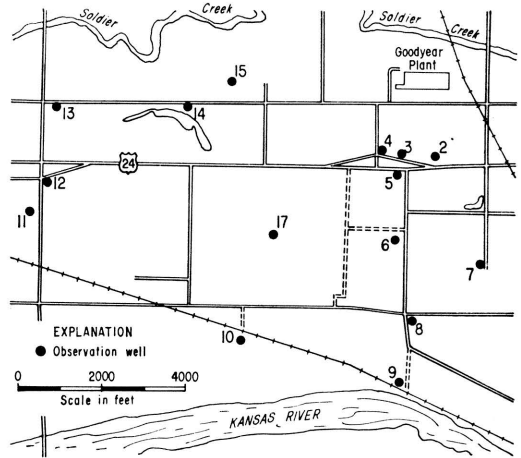 Soldier Creek
Soldier Creek
Goodyear
Plant
15
13
14
4
3
2
24
5
12
11
17
6
7
8
10
9
EXPLANATION
Observation well
0 2000 4000
Scale in feet
KANSAS RIVER